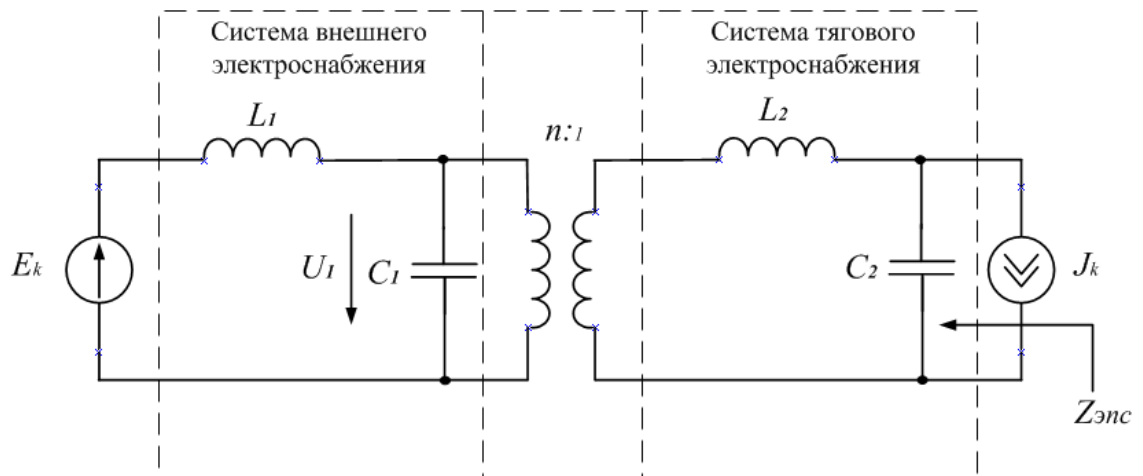 Система внешнего
электроснабжения
Система тягового
электроснабжения
L1
n:1
L2
Ek
U1
C1
C2
Jk
Zэпс